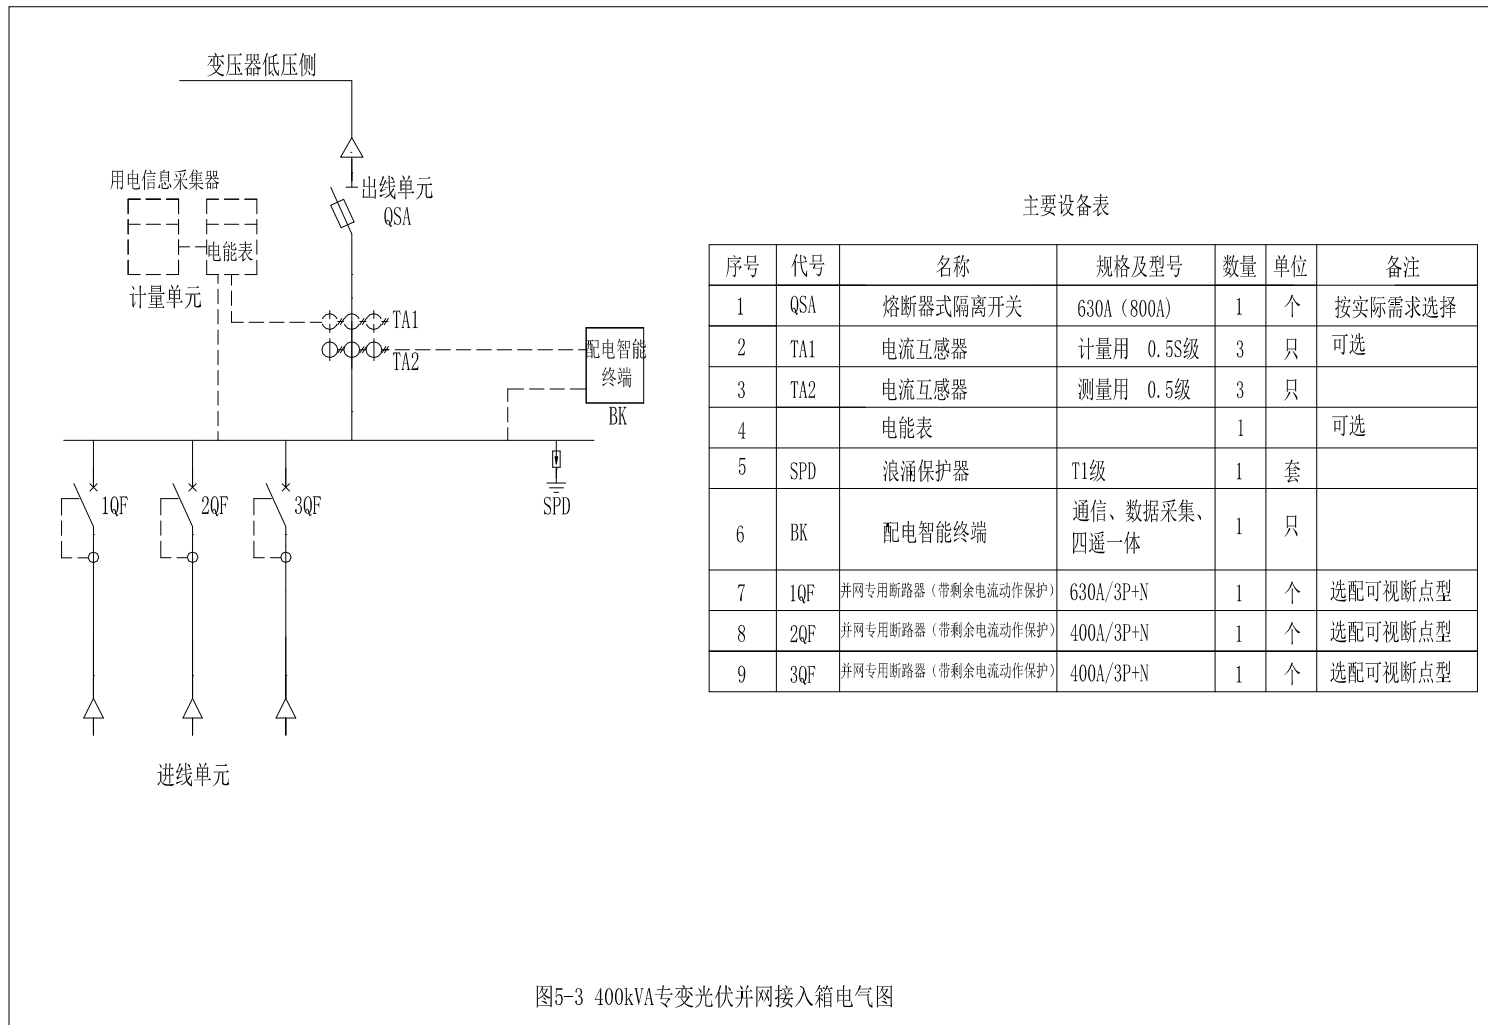 变压器低压侧
用电信息采集器
出线单元
QSA
电能表
计量单元
TA1
TA2
配电智能
终端
BK
1QF
2QF
3QF
SPD
进线单元
主要设备表
序号 代号 名称 规格及型号 数量 单位 备注
1 QSA 熔断器式隔离开关 630A（800A） 1 个 按实际需求选择
2 TA1 电流互感器 计量用 0.5S级 3 只 可选
3 TA2 电流互感器 测量用 0.5级 3 只
4 电能表 1 可选
5 SPD 浪涌保护器 T1级 1 套
6 BK 配电智能终端 通信、数据采集、
四遥一体 1 只
7 1QF 并网专用断路器（带剩余电流动作保护） 630A/3P+N 1 个 选配可视断点型
8 2QF 并网专用断路器（带剩余电流动作保护） 400A/3P+N 1 个 选配可视断点型
9 3QF 并网专用断路器（带剩余电流动作保护） 400A/3P+N 1 个 选配可视断点型
图5-3 400kVA专变光伏并网接入箱电气图